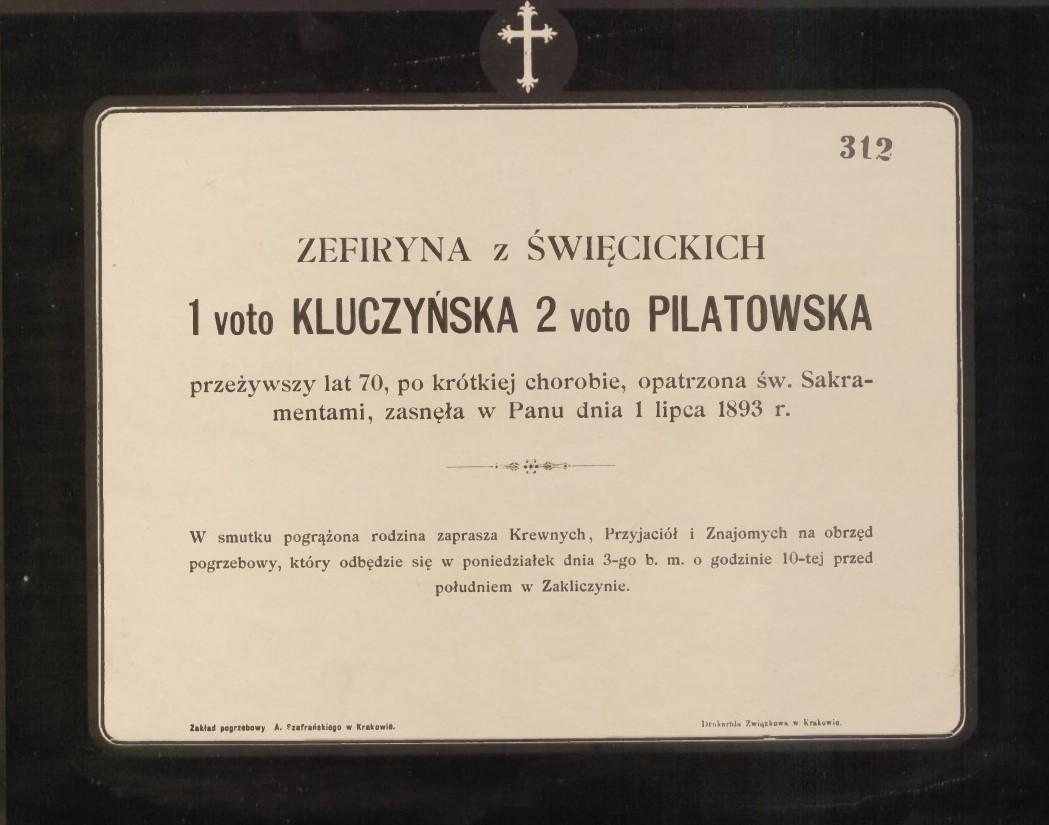 312
ZEFIRYNA z ŚWIĘCICKICH
1 voto KLUCZYŃSKA 2 voto PILATOWSKA
przeżywszy lat 70, po krótkiej chorobie, opatrzona św. Sakra-
mentami, zasnęła w Panu dnia 1 lipca 1893 r.
W smutku pogrążona rodzina zaprasza Krewnych, Przyjaciół i Znajomych na obrzęd
pogrzebowy, który odbędzie się w poniedziałek dnia 3-go b. m. o godzinie 10-tej przed
południem w Zakliczynie.
Zakład pogrzebowy A. Szafrańskiego w Krakowie.
Drukarnia Związkowa w Krakowie.